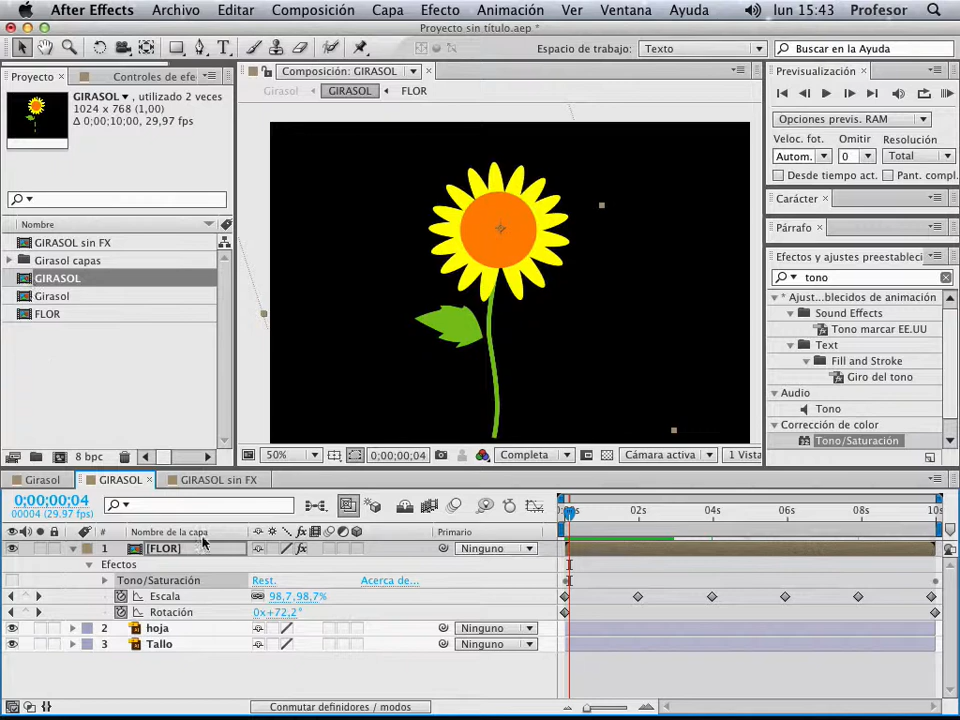 After Effects Archivo Editar Composición Capa Efecto Animación Ver Ventana Ayuda lun 15:43 Profesor
Proyecto sin título.aep *
T Espacio de trabajo: Texto Buscar en la Ayuda
Proyecto Controles de efe
GIRASOL , utilizado 2 veces
1024 x 768 (1,00)
Δ 0;00;10;00, 29,97 fps
Nombre
GIRASOL sin FX
Girasol capas
GIRASOL
Girasol
FLOR
8 bpc
Composición: GIRASOL
Girasol GIRASOL FLOR
50% 0;00;00;04 Completa Cámara activa 1 Vista
Previsualización
Opciones previs. RAM
Veloc. fot. Omitir Resolución
Autom. 0 Total
Desde tiempo act. Pant. compl.
Carácter
Párrafo
Efectos y ajustes preestableci
tono
* Ajust...blecidos de animación
Sound Effects
Tono marcar EE.UU
Text
Fill and Stroke
Giro del tono
Audio
Tono
Corrección de color
Tono/Saturación
Girasol GIRASOL GIRASOL sin FX
0;00;00;04
00004 (29.97 fps)
# Nombre de la capa fx Primario
02s 04s 06s 08s 10s
1 [FLOR] fx Ninguno
Efectos
Tono/Saturación Rest. Acerca de...
Escala 98,7,98,7%
Rotación 0x+72,2°
2 hoja Ninguno
3 Tallo Ninguno
Conmutar definidores / modos